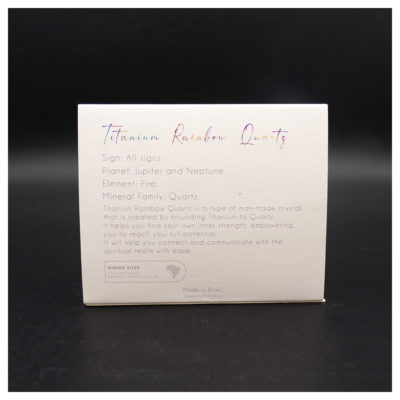 Titanium Rainbow Quartz
Sign: All signs.
Planet: Jupiter and Neptune.
Element: Fire.
Mineral Family: Quartz.
Titanium Rainbow Quartz is a type of man-made crystal
that is created by bounding Titanium to Quartz.
It helps you find your own inner strength, empowering
you to reach your full potential.
It will help you connect and communicate with the
spiritual realm with ease.
MINING SITES
Made in Brazil